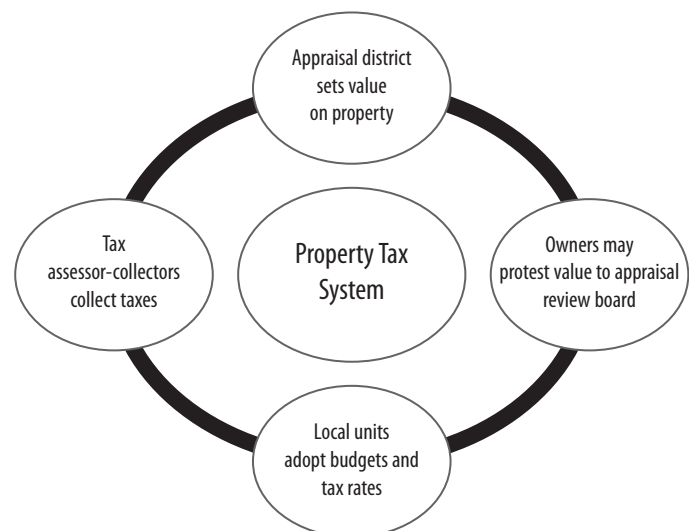 Appraisal district
sets value
on property
Tax
assessor-collectors
collect taxes
Property Tax
System
Owners may
protest value to appraisal
review board
Local units
adopt budgets and
tax rates